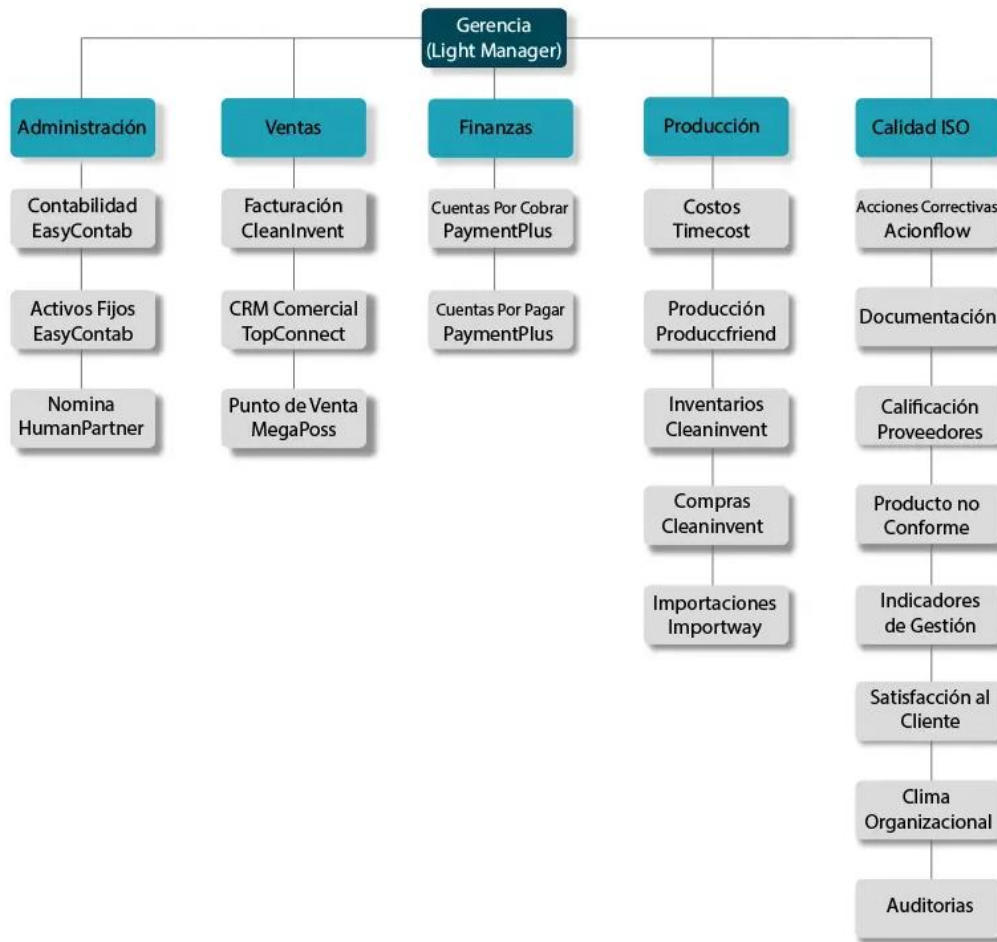 Gerencia
(Light Manager)
Administración
Ventas
Finanzas
Producción
Calidad ISO
Contabilidad
EasyContab
Activos Fijos
EasyContab
Nomina
HumanPartner
Facturación
CleanInvent
CRM Comercial
TopConnect
Punto de Venta
MegaPoss
Cuentas Por Cobrar
PaymentPlus
Cuentas Por Pagar
PaymentPlus
Costos
Timecost
Producción
Produccfriend
Inventarios
Cleaninvent
Compras
Cleaninvent
Importaciones
Importway
Acciones Correctivas
Acionflow
Documentación
Calificación
Proveedores
Producto no
Conforme
Indicadores
de Gestión
Satisfacción al
Cliente
Clima
Organizacional
Auditorias